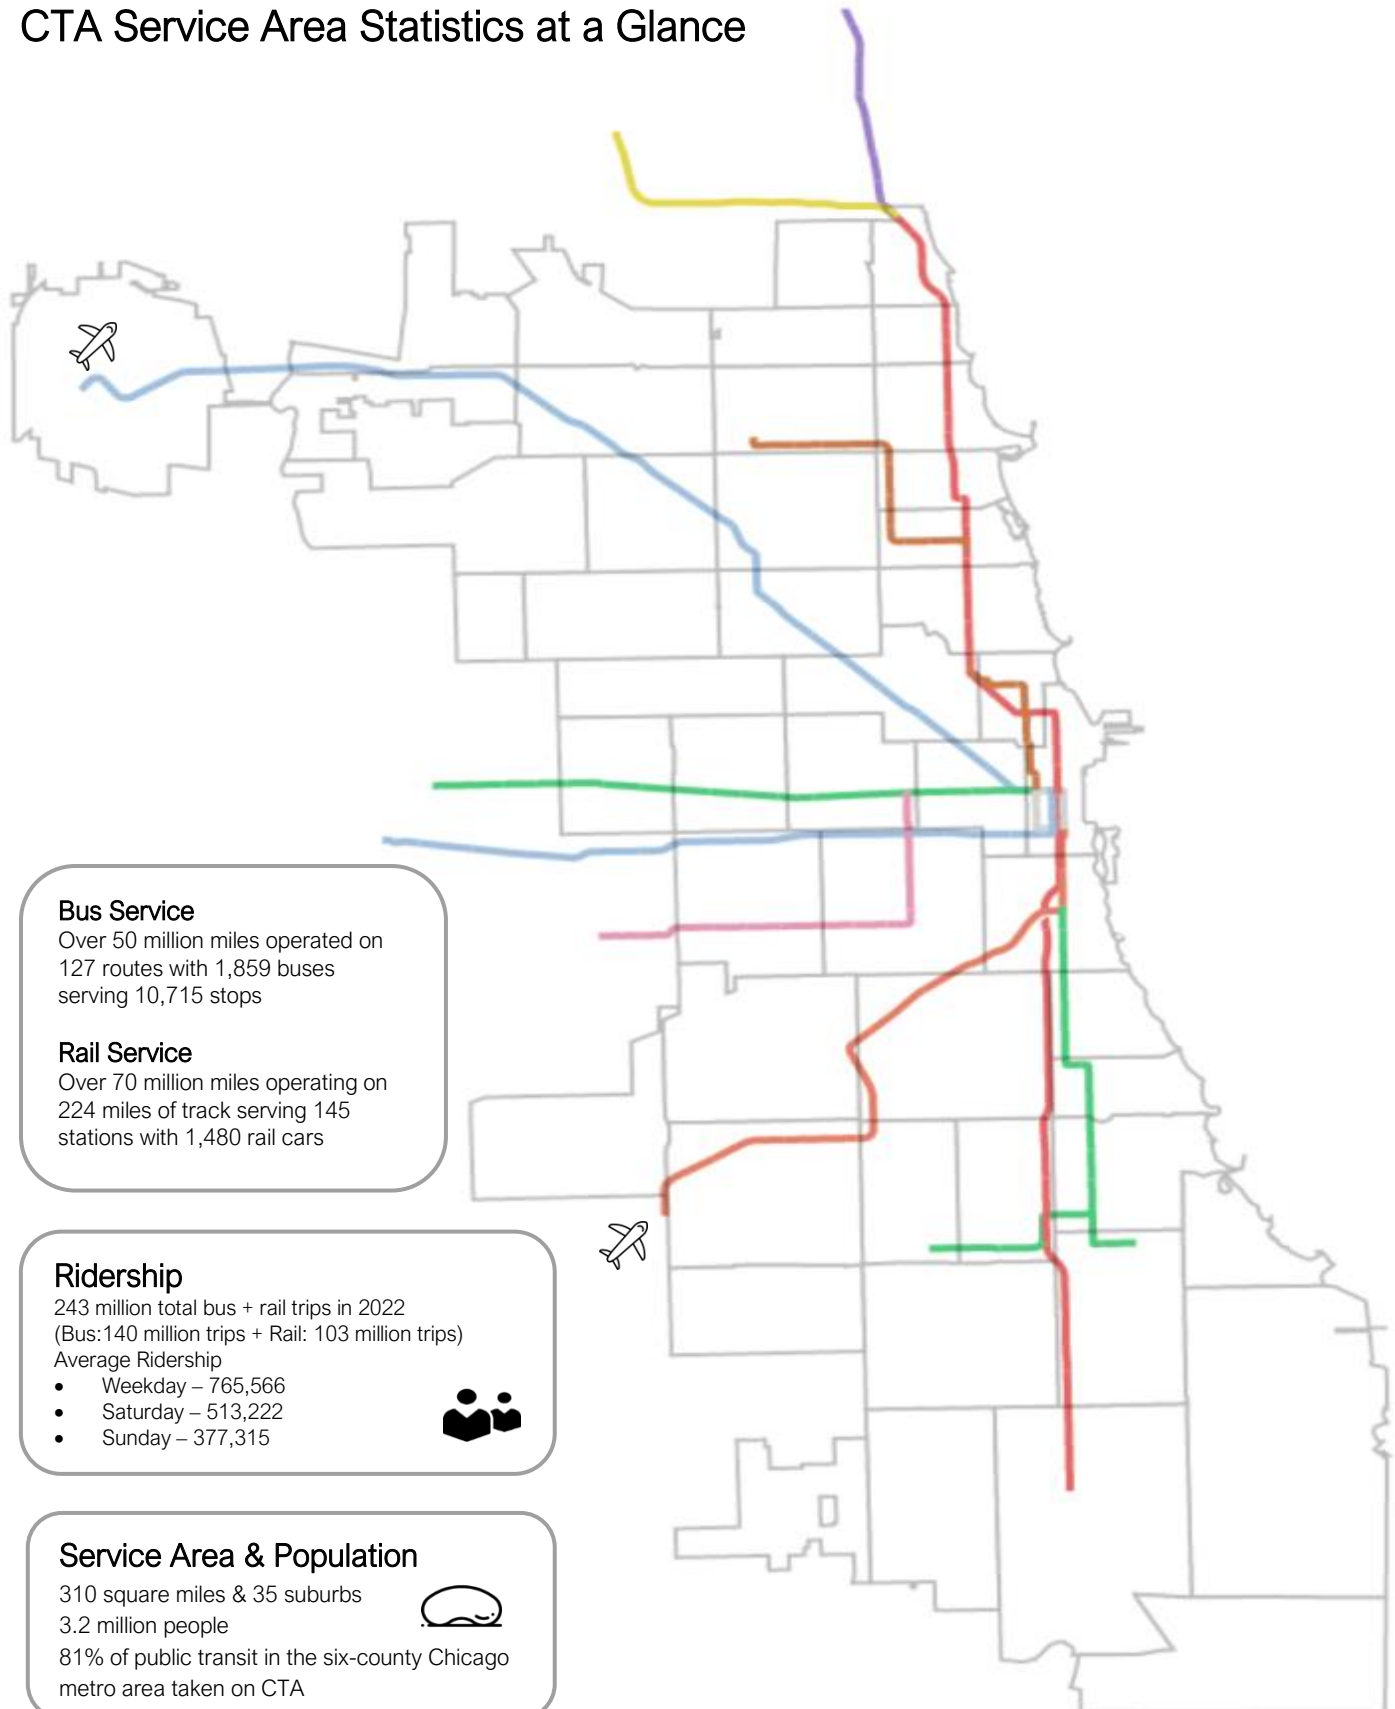 CTA Service Area Statistics at a Glance
Bus Service
Over 50 million miles operated on
127 routes with 1,859 buses
serving 10,715 stops
Rail Service
Over 70 million miles operating on
224 miles of track serving 145
stations with 1,480 rail cars
Ridership
243 million total bus + rail trips in 2022
(Bus:140 million trips + Rail: 103 million trips)
Average Ridership
• Weekday – 765,566
• Saturday – 513,222
• Sunday – 377,315
Service Area & Population
310 square miles & 35 suburbs
3.2 million people
81% of public transit in the six-county Chicago
metro area taken on CTA